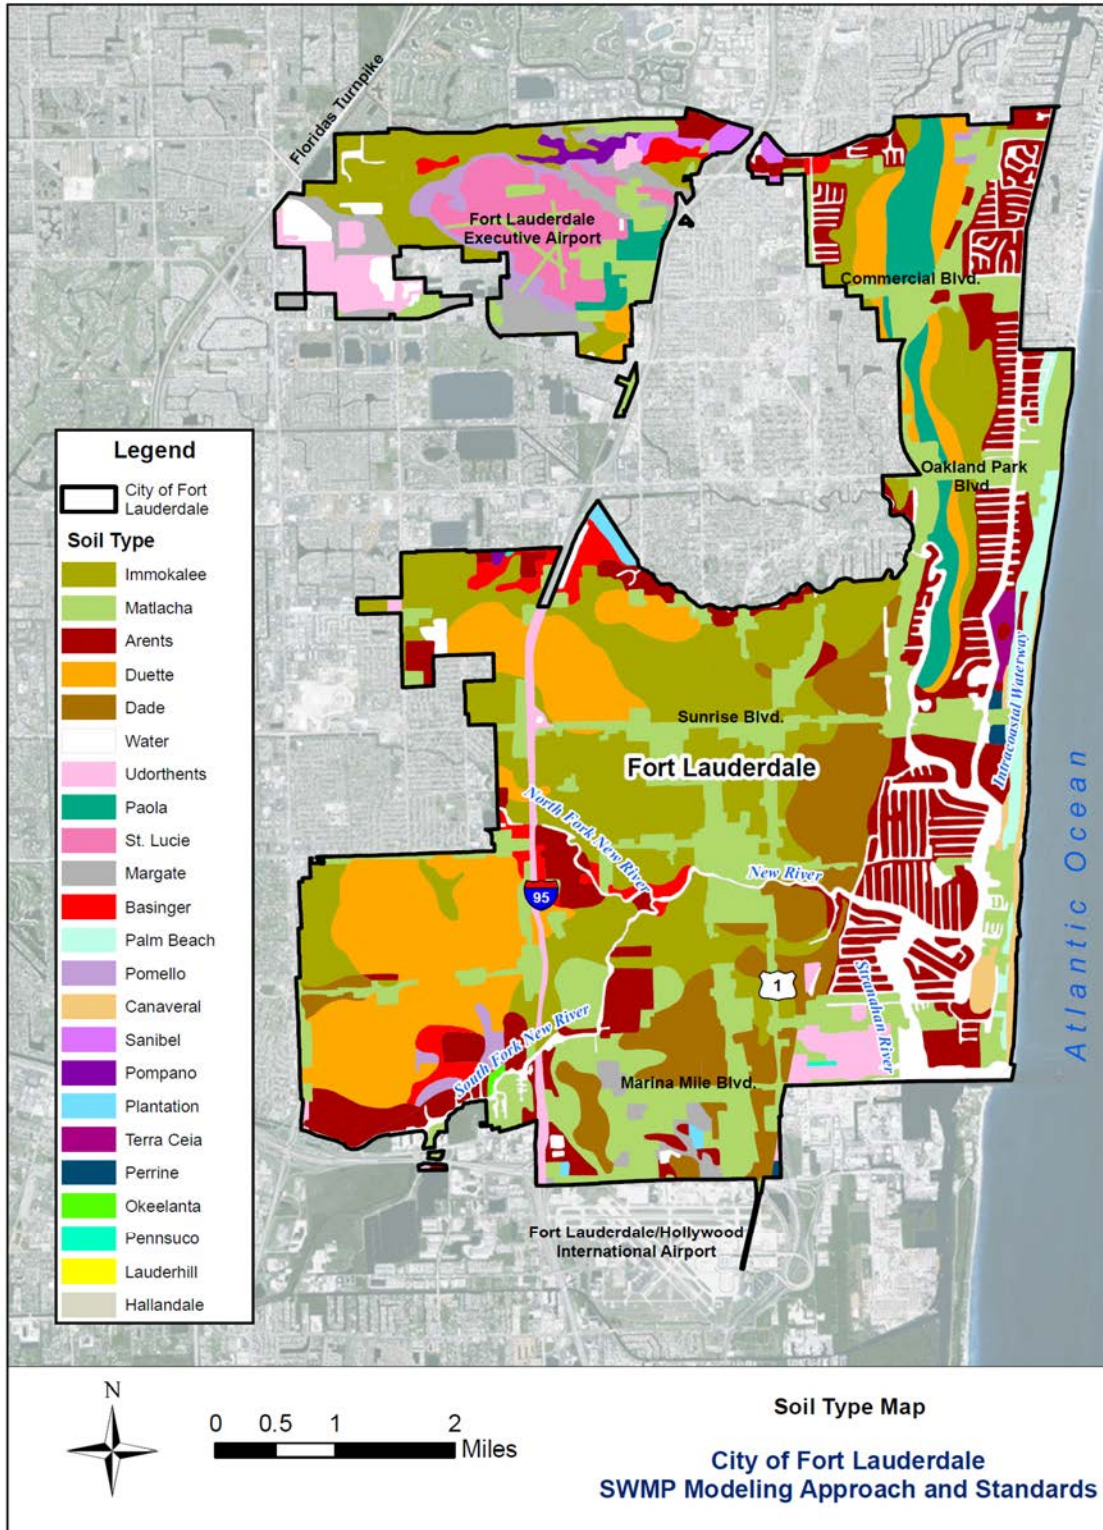 Floridas Turnpike
Fort Lauderdale
Executive Airport
Commercial Blvd.
Oakland Park
Blvd
Legend
City of Fort
Lauderdale
Soil Type
Immokalee
Matlacha
Arents
Duette
Dade
Water
Udorthents
Paola
St. Lucie
Margate
Basinger
Palm Beach
Pomello
Canaveral
Sanibel
Pompano
Plantation
Terra Ceia
Perrine
Okeelanta
Pennsuco
Lauderhill
Hallandale
Intracoastal Waterway
Sunrise Blvd.
Fort Lauderdale
North Fork New River
New River
95
1
Stranahan River
South Fork New River
Marina Mile Blvd.
Atlantic Ocean
Fort Lauderdale/Hollywood
International Airport
N
0 0.5 1 2
Miles
Soil Type Map
City of Fort Lauderdale
SWMP Modeling Approach and Standards